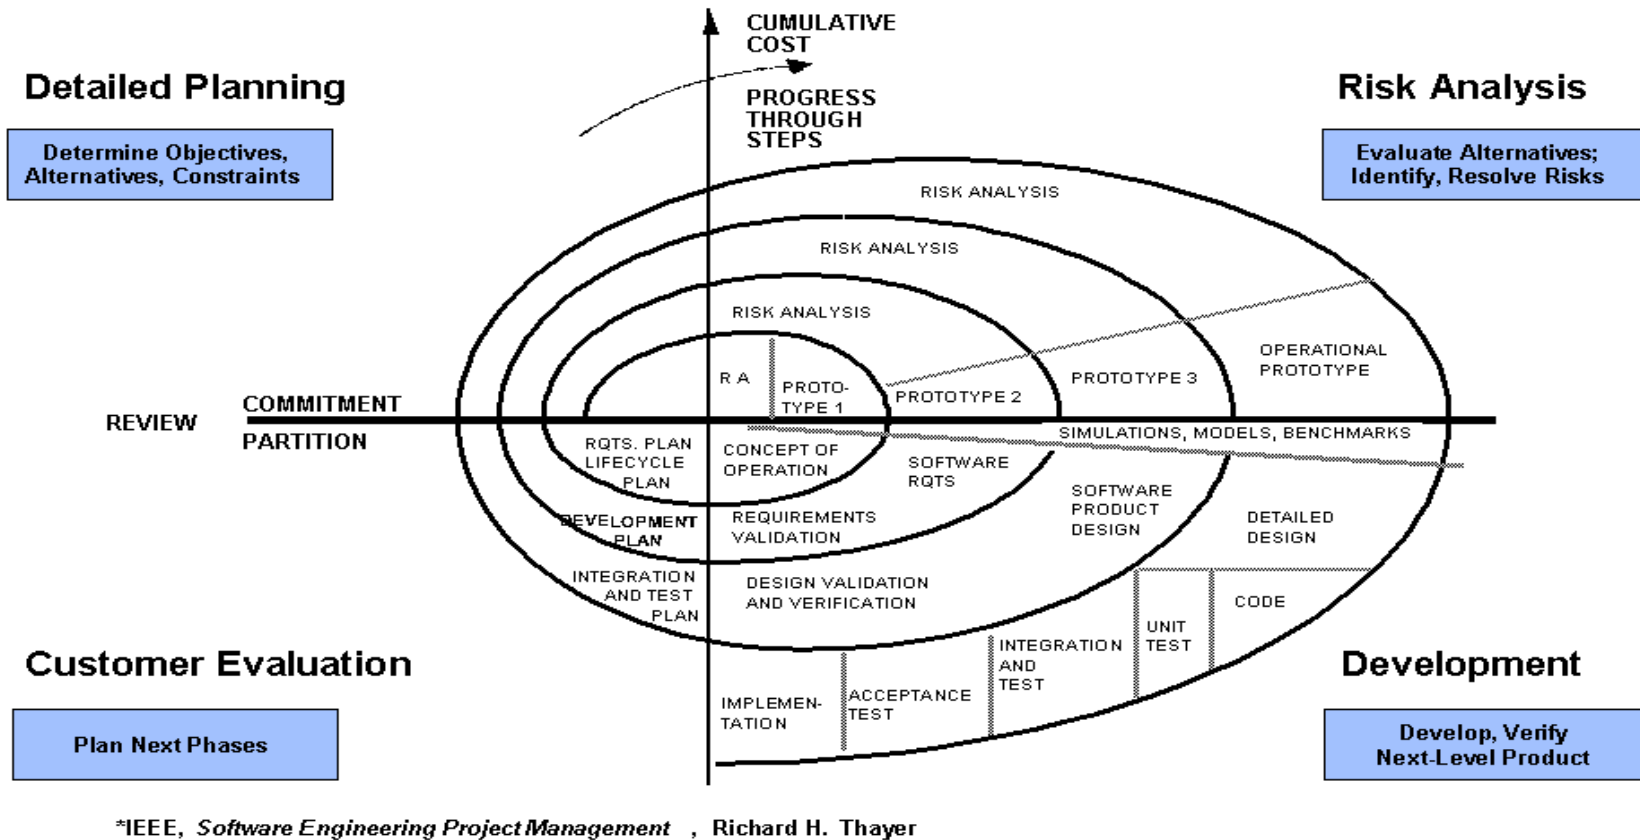 CUMULATIVE
COST
PROGRESS
THROUGH
STEPS
Detailed Planning
Determine Objectives,
Alternatives, Constraints
Risk Analysis
Evaluate Alternatives;
Identify, Resolve Risks
RISK ANALYSIS
RISK ANALYSIS
RISK ANALYSIS
R A
PROTO-
TYPE 1
PROTOTYPE 2
PROTOTYPE 3
OPERATIONAL
PROTOTYPE
REVIEW
COMMITMENT
PARTITION
SIMULATIONS, MODELS, BENCHMARKS
RQTS. PLAN
LIFECYCLE
PLAN
CONCEPT OF
OPERATION
SOFTWARE
RQTS
SOFTWARE
PRODUCT
DESIGN
DETAILED
DESIGN
DEVELOPMENT
PLAN
REQUIREMENTS
VALIDATION
INTEGRATION
AND TEST
PLAN
DESIGN VALIDATION
AND VERIFICATION
CODE
UNIT
TEST
INTEGRATION
AND
TEST
ACCEPTANCE
TEST
IMPLEMEN-
TATION
Customer Evaluation
Plan Next Phases
Development
Develop, Verify
Next-Level Product
*IEEE, Software Engineering Project Management , Richard H. Thayer